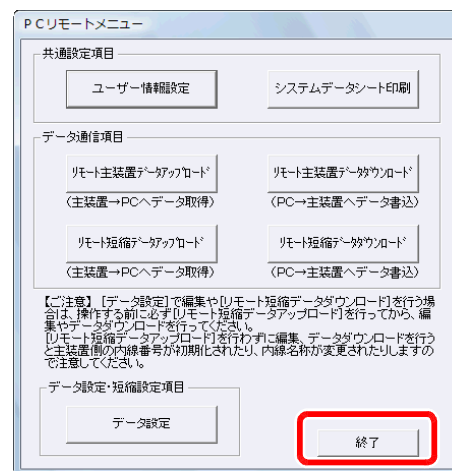 PCリモートメニュー
共通設定項目
ユーザー情報設定 システムデータシート印刷
データ通信項目
ﾘﾓｰﾄ主装置ﾃﾞｰﾀｱｯﾌﾟﾛｰﾄﾞ ﾘﾓｰﾄ主装置ﾃﾞｰﾀﾀﾞｳﾝﾛｰﾄﾞ
(主装置→PCへデータ取得) (PC→主装置へデータ書込)
ﾘﾓｰﾄ短縮ﾃﾞｰﾀｱｯﾌﾟﾛｰﾄﾞ ﾘﾓｰﾄ短縮ﾃﾞｰﾀﾀﾞｳﾝﾛｰﾄﾞ
(主装置→PCへデータ取得) (PC→主装置へデータ書込)
【ご注意】 [データ設定]で編集や[リモート短縮データダウンロード]を行う場
合は、操作する前に必ず[リモート短縮データアップロード]を行ってから、編
集やデータダウンロードを行ってください。
[リモート短縮データアップロード]を行わずに編集、データダウンロードを行う
と主装置側の内線番号が初期化されたり、内線名称が変更されたりしますの
で注意してください。
データ設定・短縮設定項目
データ設定
終了